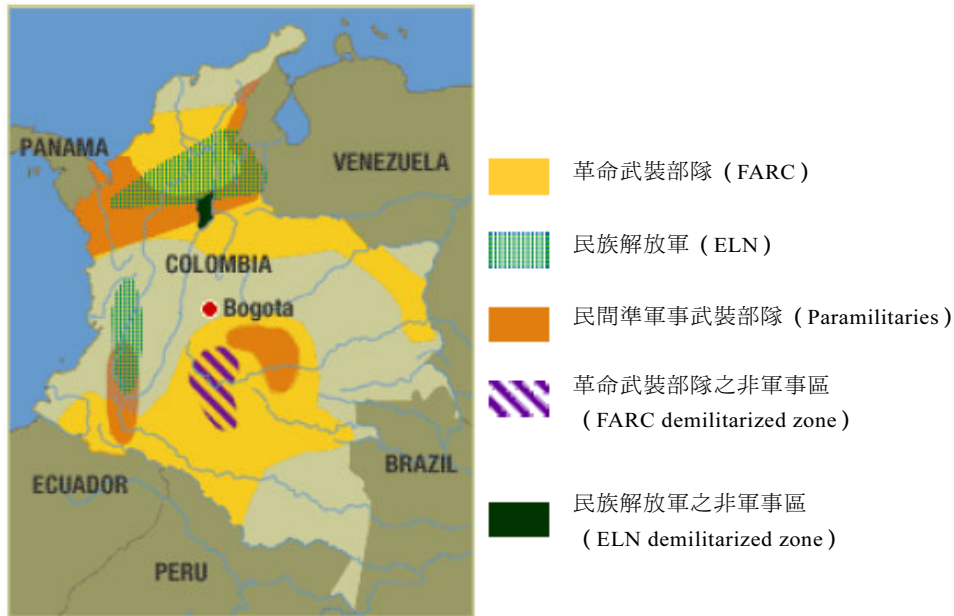 PANAMA
VENEZUELA
COLOMBIA
Bogota
ECUADOR
BRAZIL
PERU
革命武裝部隊（FARC）
民族解放軍（ELN）
民間準軍事武裝部隊（Paramilitaries）
革命武裝部隊之非軍事區
（FARC demilitarized zone）
民族解放軍之非軍事區
（ELN demilitarized zone）